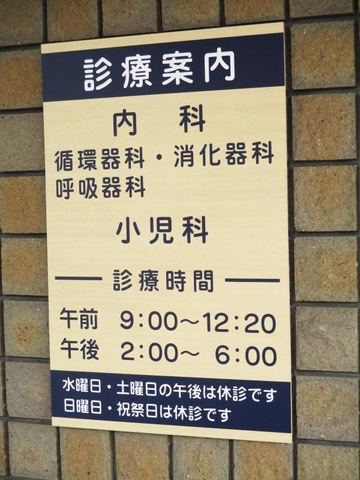 診療案内
内 科
循環器科・消化器科
呼吸器科
小児科
診療時間
午前 9:00〜12:20
午後 2:00〜 6:00
水曜日・土曜日の午後は休診です
日曜日・祝祭日は休診です